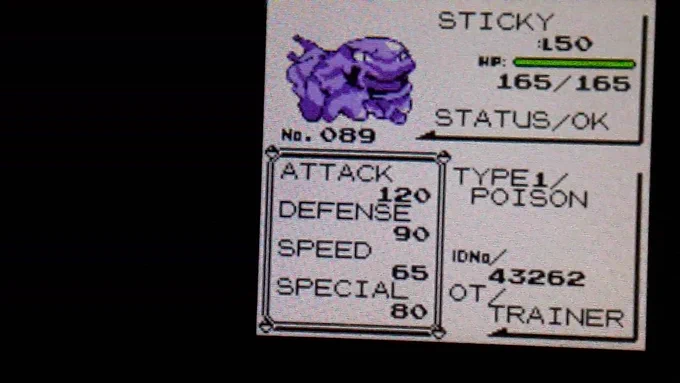 STICKY
:L50
HP:
165/165
STATUS/OK
No.089
ATTACK
120
DEFENSE
90
SPEED
65
SPECIAL
80
TYPE1/
POISON
IDNo/
43262
OT/
TRAINER